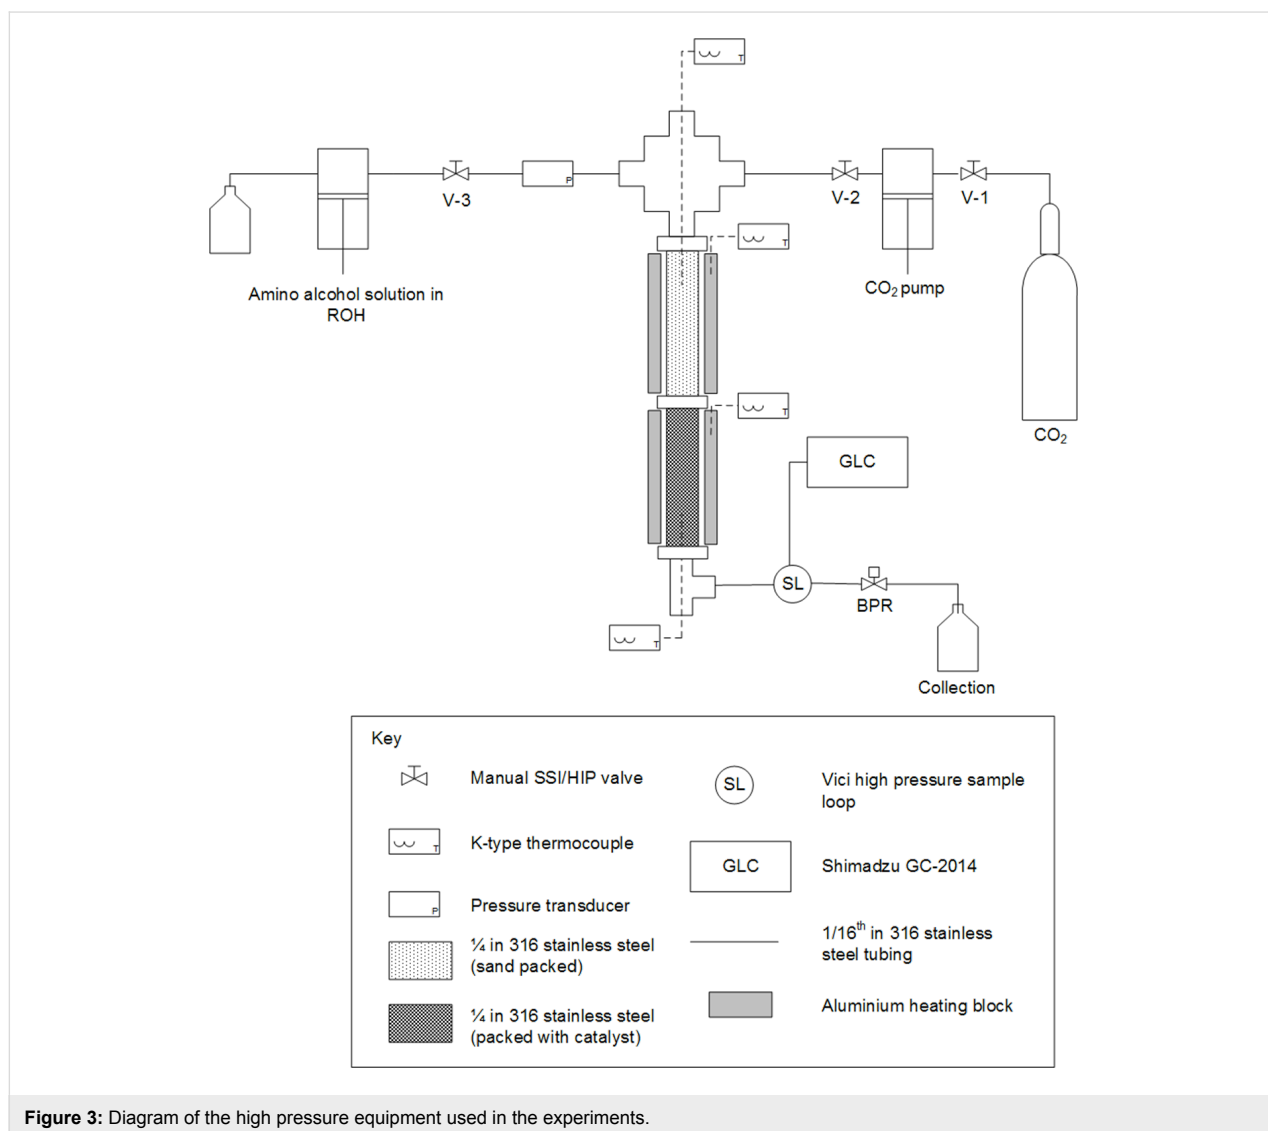 T
V-3
P
V-2
V-1
T
Amino alcohol solution in
ROH
CO₂ pump
T
CO₂
GLC
SL
BPR
T
Collection
Key
Manual SSI/HIP valve
T
K-type thermocouple
P
Pressure transducer
¼ in 316 stainless steel
(sand packed)
¼ in 316 stainless steel
(packed with catalyst)
SL
Vici high pressure sample
loop
GLC
Shimadzu GC-2014
1/16ᵗʰ in 316 stainless
steel tubing
Aluminium heating block
Figure 3: Diagram of the high pressure equipment used in the experiments.